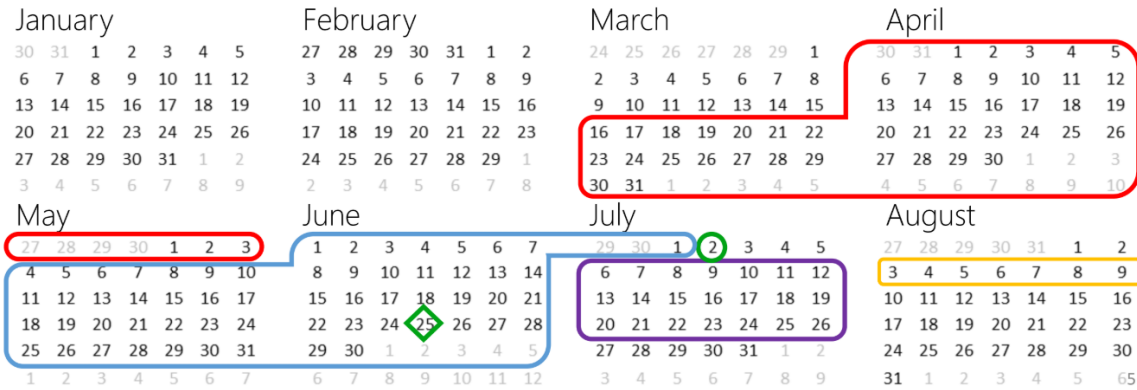 January
30 31 1 2 3 4 5
6 7 8 9 10 11 12
13 14 15 16 17 18 19
20 21 22 23 24 25 26
27 28 29 30 31 1 2
3 4 5 6 7 8 9
February
27 28 29 30 31 1 2
3 4 5 6 7 8 9
10 11 12 13 14 15 16
17 18 19 20 21 22 23
24 25 26 27 28 29 1
2 3 4 5 6 7 8
March
24 25 26 27 28 29 1
2 3 4 5 6 7 8
9 10 11 12 13 14 15
16 17 18 19 20 21 22
23 24 25 26 27 28 29
30 31 1 2 3 4 5
April
30 31 1 2 3 4 5
6 7 8 9 10 11 12
13 14 15 16 17 18 19
20 21 22 23 24 25 26
27 28 29 30 1 2 3
4 5 6 7 8 9 10
May
27 28 29 30 1 2 3
4 5 6 7 8 9 10
11 12 13 14 15 16 17
18 19 20 21 22 23 24
25 26 27 28 29 30 31
1 2 3 4 5 6 7
June
1 2 3 4 5 6 7
8 9 10 11 12 13 14
15 16 17 18 19 20 21
22 23 24 25 26 27 28
29 30 1 2 3 4 5
6 7 8 9 10 11 12
July
29 30 1 2 3 4 5
6 7 8 9 10 11 12
13 14 15 16 17 18 19
20 21 22 23 24 25 26
27 28 29 30 31 1 2
3 4 5 6 7 8 9
August
27 28 29 30 31 1 2
3 4 5 6 7 8 9
10 11 12 13 14 15 16
17 18 19 20 21 22 23
24 25 26 27 28 29 30
31 1 2 3 4 5 65